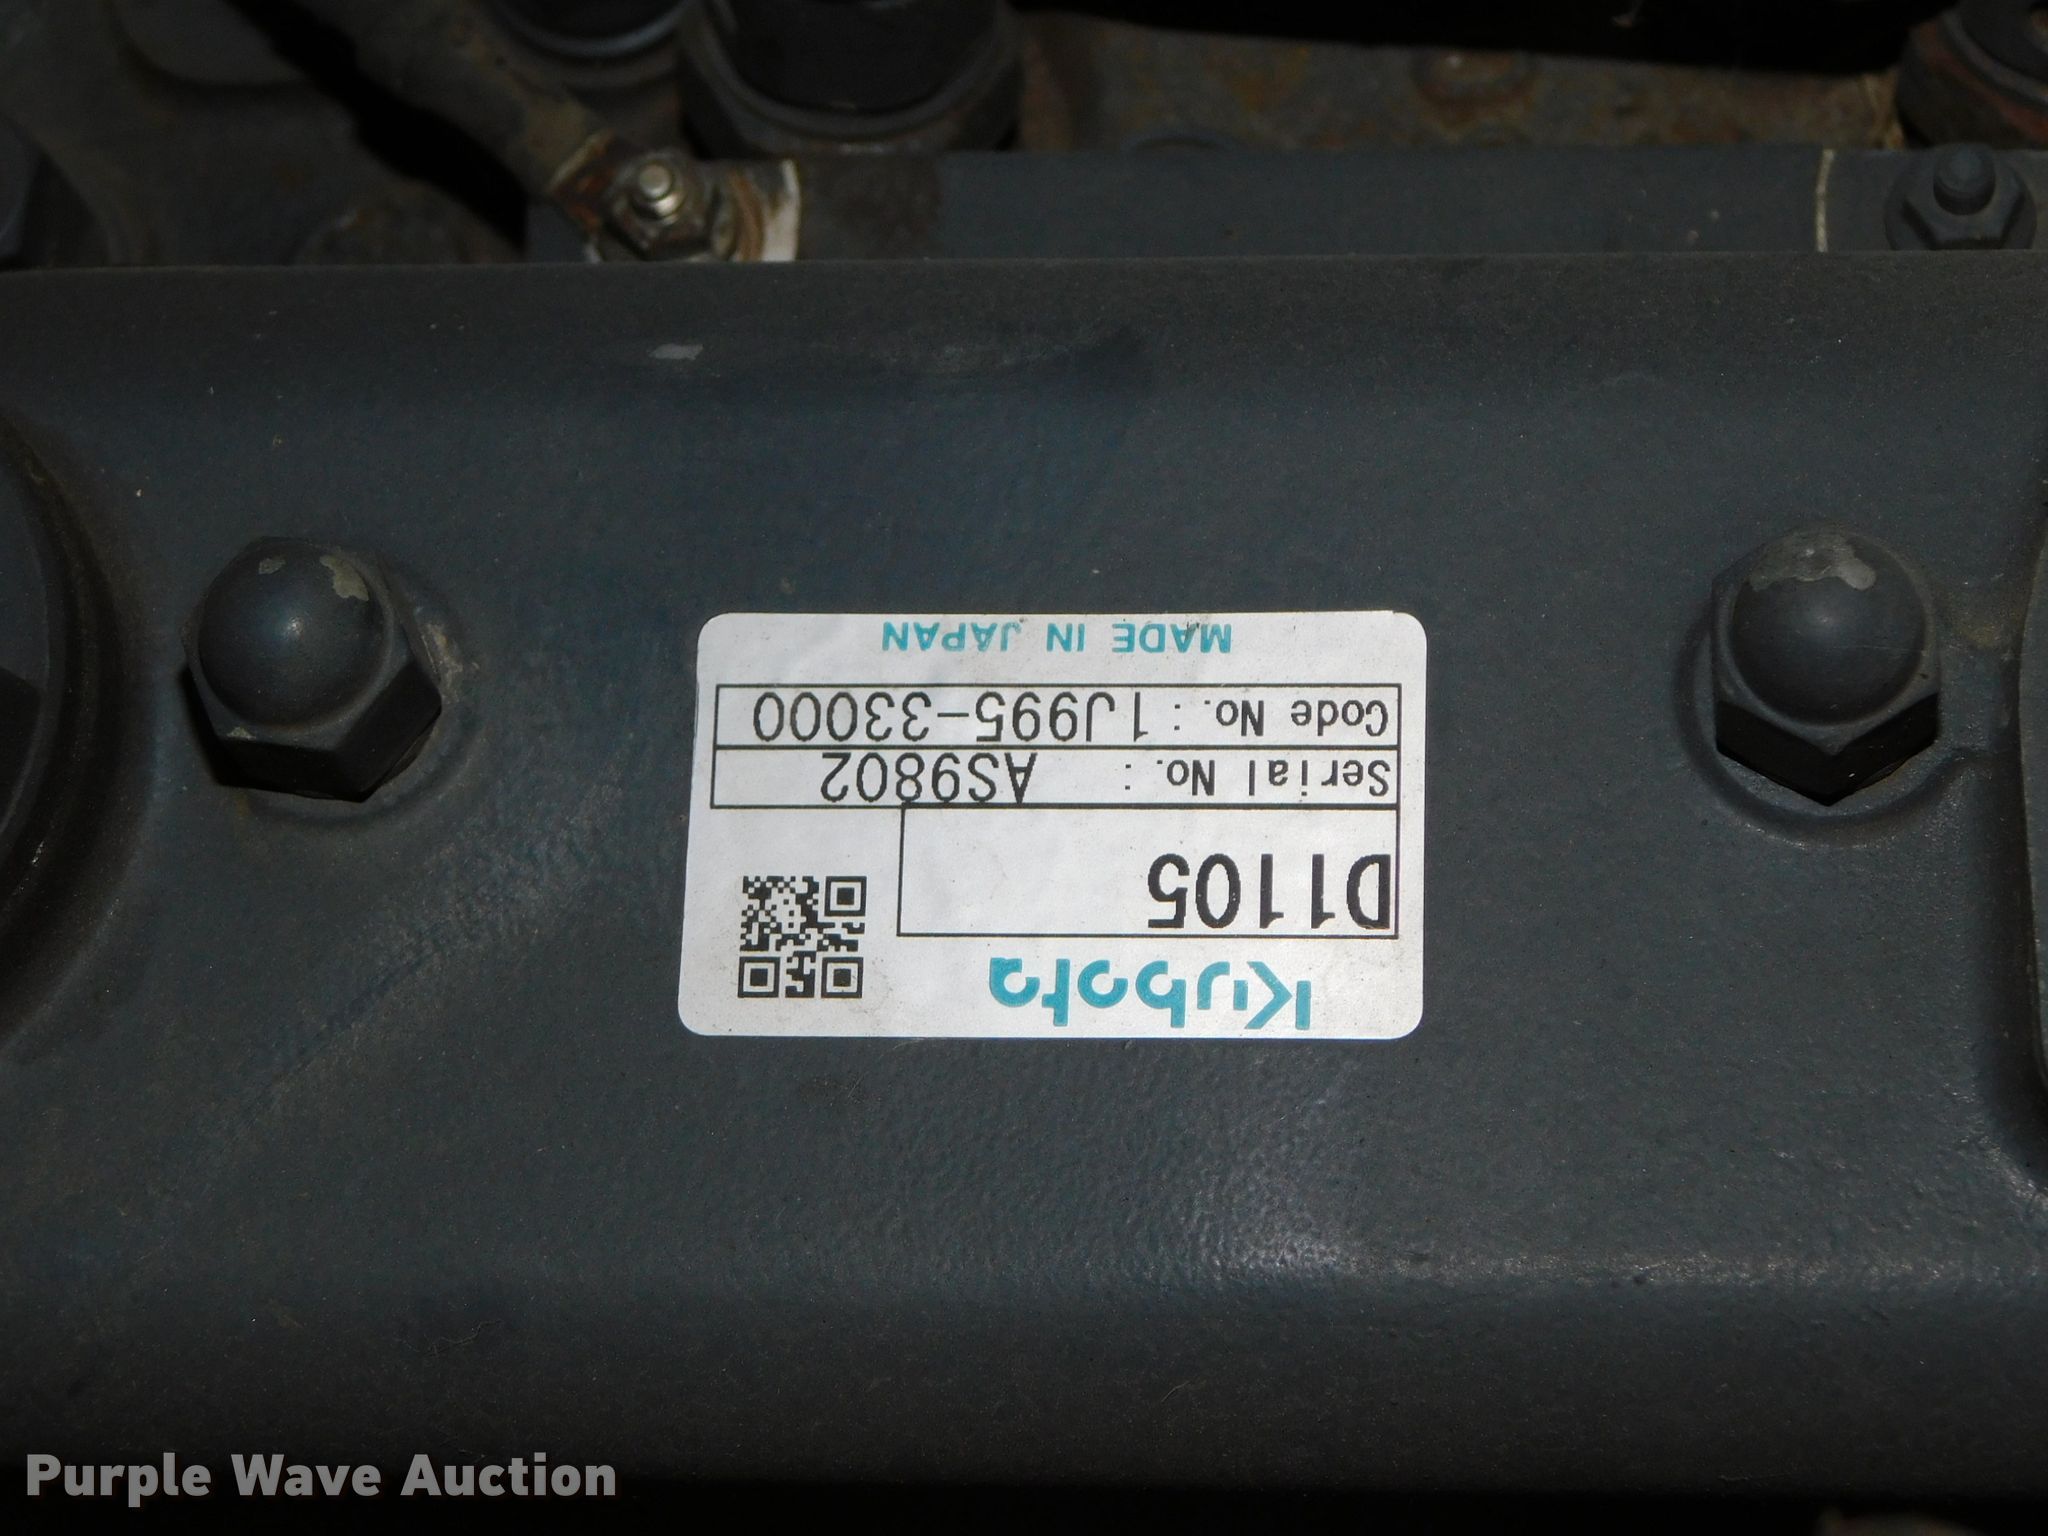 Kubota
D1105
Serial No. : AS9802
Code No. : 1J995-33000
MADE IN JAPAN
Purple Wave Auction